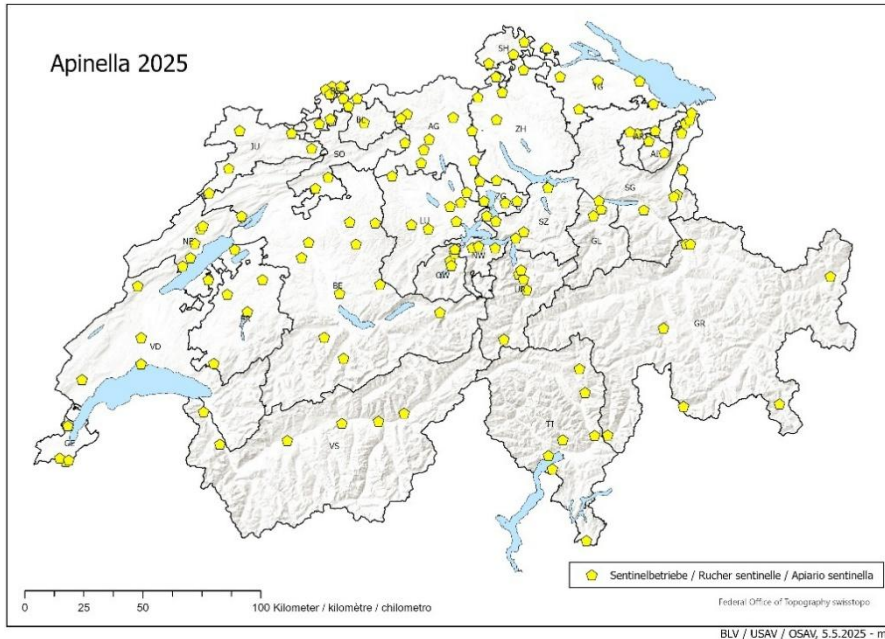 Apinella 2025
SH
TG
BL
JU
SO
AG
ZH
AI
SG
LU
ZG
SZ
NE
NW
OW
GL
UR
BE
FR
GR
VD
TI
VS
GE
Sentinelbetriebe / Rucher sentinelle / Apiario sentinella
0 25 50 100 Kilometer / kilomètre / chilometro
Federal Office of Topography swisstopo
BLV / USAV / OSAV, 5.5.2025 - m